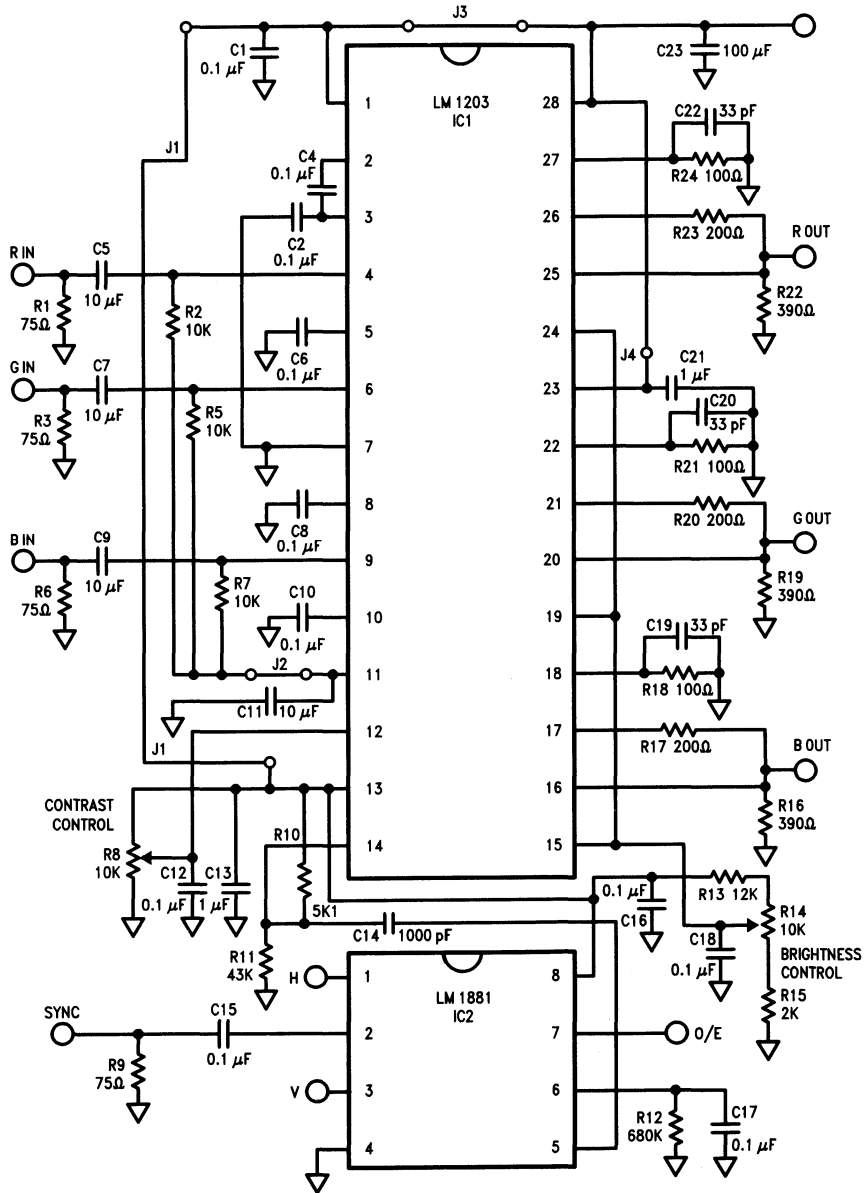 J3
C1
0.1 μF
C23
100 μF
LM 1203
IC1
1
28
C22
33 pF
J1
C4
0.1 μF
2
27
R24 100Ω
C2
0.1 μF
3
26
R23 200Ω
R OUT
R IN
C5
10 μF
4
25
R1
75Ω
R2
10K
R22
390Ω
C6
0.1 μF
5
24
J4
C21
1 μF
G IN
C7
10 μF
6
23
C20
33 pF
R3
75Ω
R5
10K
7
22
R21 100Ω
C8
0.1 μF
8
21
R20 200Ω
G OUT
B IN
C9
10 μF
9
20
R6
75Ω
R7
10K
R19
390Ω
C10
0.1 μF
10
19
C19
33 pF
J2
11
18
R18 100Ω
C11
10 μF
12
17
R17 200Ω
B OUT
J1
13
16
CONTRAST
CONTROL
R16
390Ω
R8
10K
R10
5K1
14
15
C12
0.1 μF
C13
1 μF
0.1 μF
C16
R13 12K
R14
10K
C14
1000 pF
C18
0.1 μF
BRIGHTNESS
CONTROL
R11
43K
R15
2K
H
1
LM 1881
IC2
8
SYNC
C15
0.1 μF
2
7
O/E
R9
75Ω
V
3
6
R12
680K
C17
0.1 μF
4
5